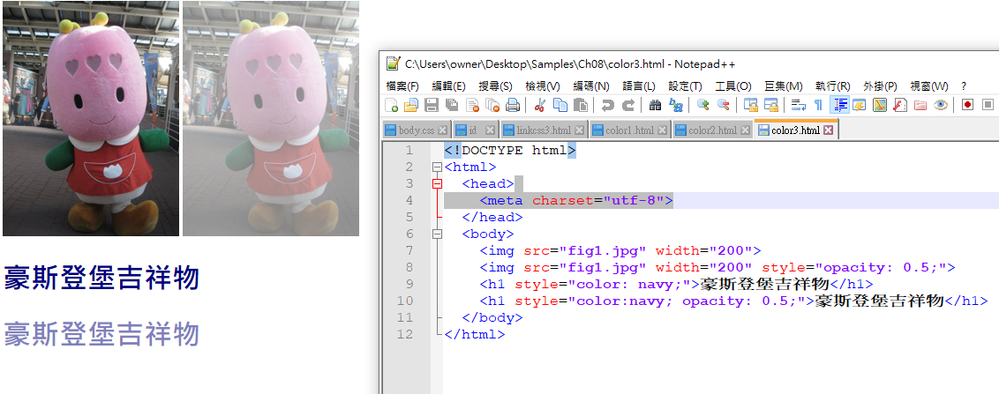 豪斯登堡吉祥物
豪斯登堡吉祥物
C:\Users\owner\Desktop\Samples\Ch08\color3.html - Notepad++
檔案(F) 編輯(E) 搜尋(S) 檢視(V) 編碼(N) 語言(L) 設定(T) 工具(O) 巨集(M) 執行(R) 外掛(P) 視窗(W) ?
body.css id linkcss3.html color1.html color2.html color3.html
1 <!DOCTYPE html>
2 <html>
3 <head>
4 <meta charset="utf-8">
5 </head>
6 <body>
7 <img src="fig1.jpg" width="200">
8 <img src="fig1.jpg" width="200" style="opacity: 0.5;">
9 <h1 style="color: navy;">豪斯登堡吉祥物</h1>
10 <h1 style="color:navy; opacity: 0.5;">豪斯登堡吉祥物</h1>
11 </body>
12 </html>